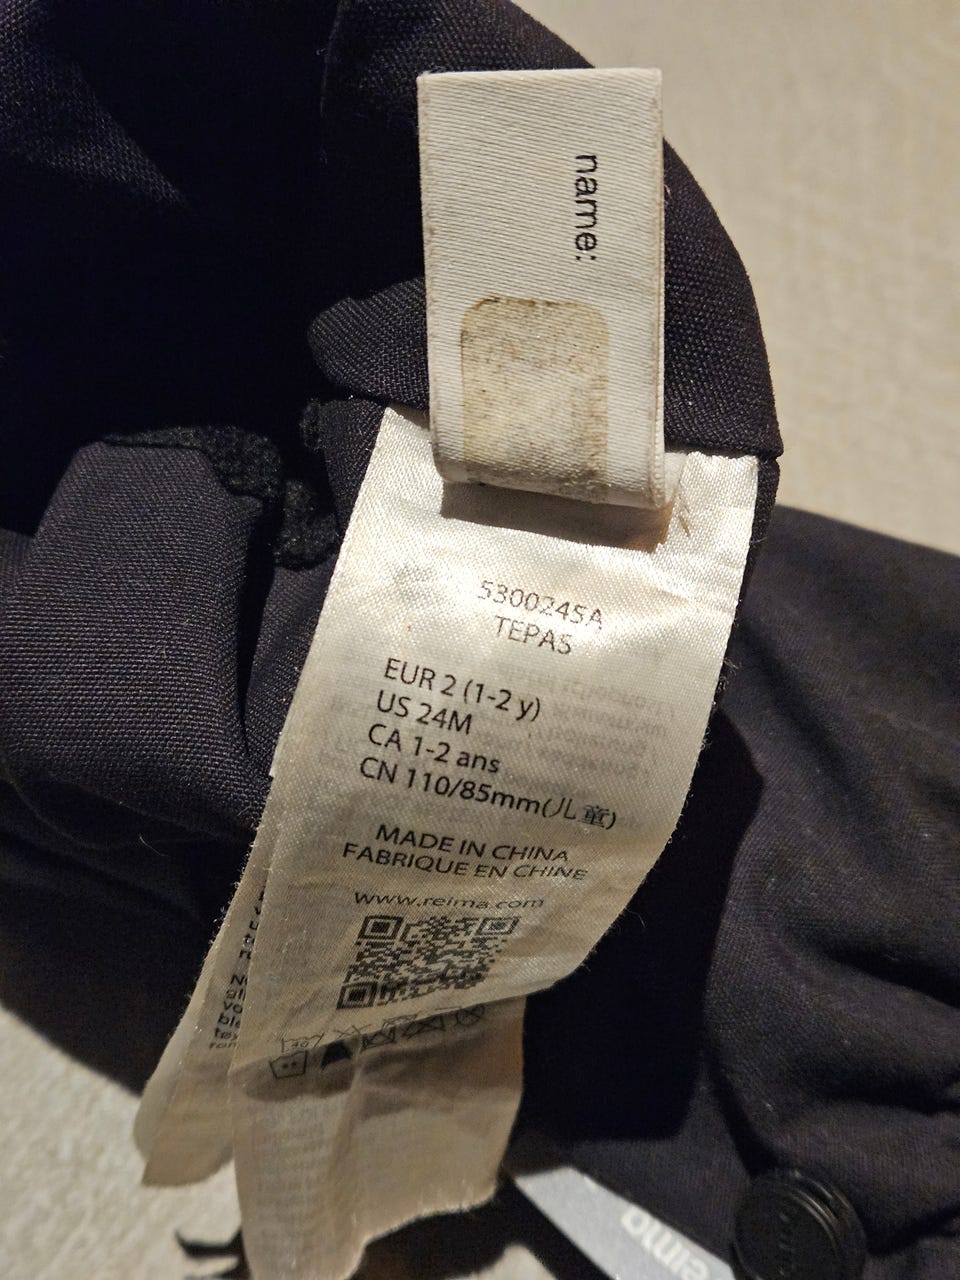 name:
5300245A
TEPAS
EUR 2 (1-2 y)
US 24M
CA 1-2 ans
CN 110/85mm(儿童)
MADE IN CHINA
FABRIQUE EN CHINE
www.reima.com
40